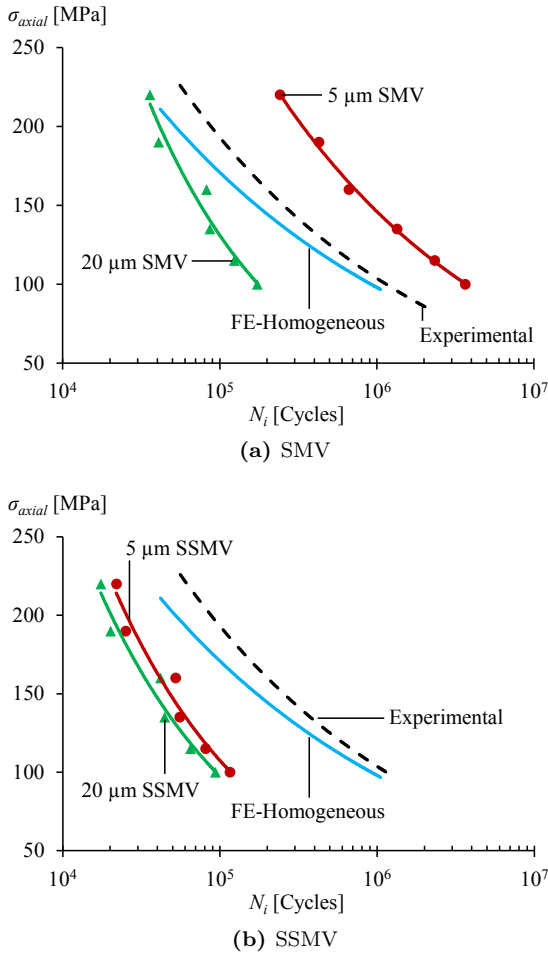 σaxial [MPa]
250
200
150
100
50
5 µm SMV
20 µm SMV
FE-Homogeneous
Experimental
10⁴
10⁵
10⁶
10⁷
Ni [Cycles]
(a) SMV
σaxial [MPa]
250
200
150
100
50
5 µm SSMV
20 µm SSMV
Experimental
FE-Homogeneous
10⁴
10⁵
10⁶
10⁷
Ni [Cycles]
(b) SSMV